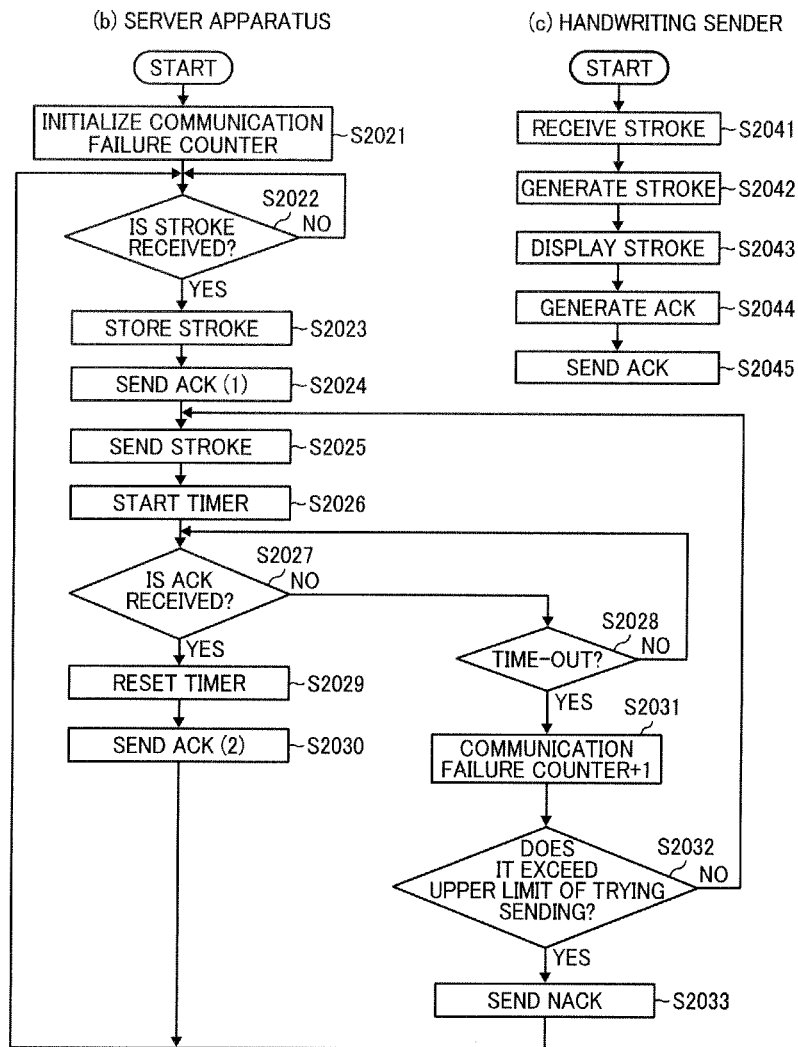 (b) SERVER APPARATUS
START
INITIALIZE COMMUNICATION
FAILURE COUNTER
S2021
S2022
NO
IS STROKE
RECEIVED?
YES
STORE STROKE
S2023
SEND ACK (1)
S2024
SEND STROKE
S2025
START TIMER
S2026
S2027
NO
IS ACK
RECEIVED?
YES
RESET TIMER
S2029
SEND ACK (2)
S2030
S2028
NO
TIME-OUT?
YES
S2031
COMMUNICATION
FAILURE COUNTER+1
S2032
NO
DOES
IT EXCEED
UPPER LIMIT OF TRYING
SENDING?
YES
SEND NACK
S2033
(c) HANDWRITING SENDER
START
RECEIVE STROKE
S2041
GENERATE STROKE
S2042
DISPLAY STROKE
S2043
GENERATE ACK
S2044
SEND ACK
S2045